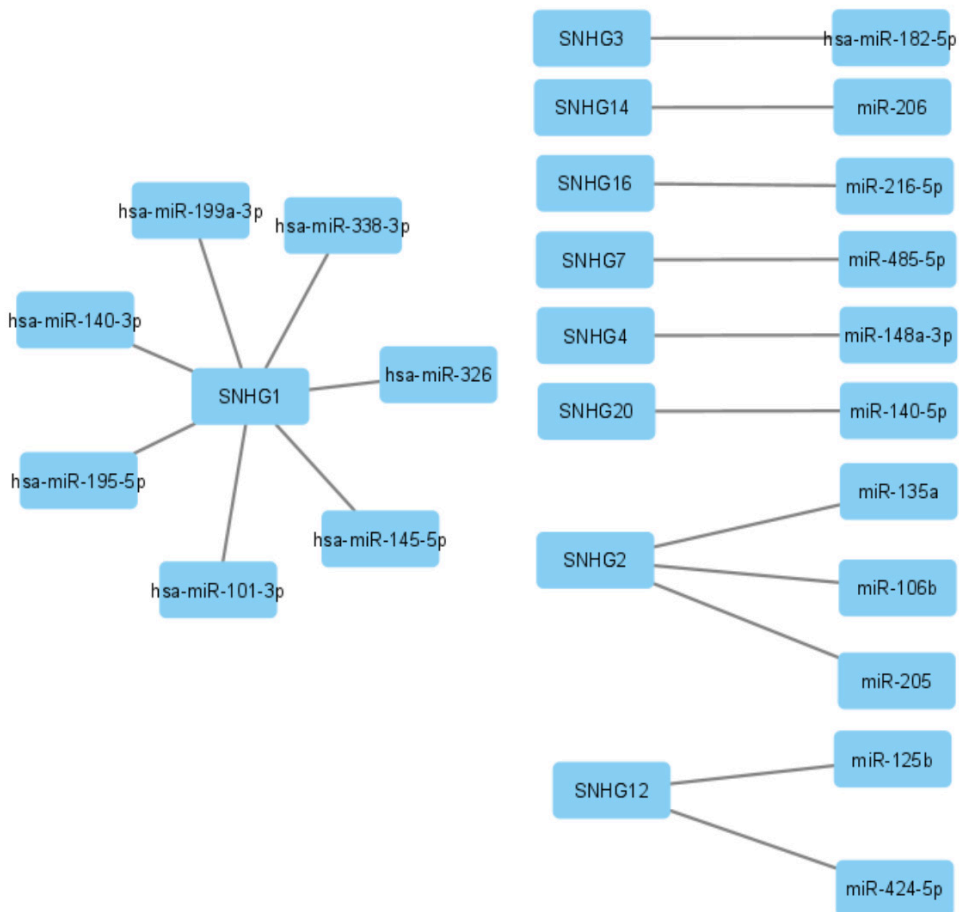 hsa-miR-199a-3p
hsa-miR-338-3p
hsa-miR-140-3p
hsa-miR-326
SNHG1
hsa-miR-195-5p
hsa-miR-145-5p
hsa-miR-101-3p
SNHG3
hsa-miR-182-5p
SNHG14
miR-206
SNHG16
miR-216-5p
SNHG7
miR-485-5p
SNHG4
miR-148a-3p
SNHG20
miR-140-5p
SNHG2
miR-135a
miR-106b
miR-205
SNHG12
miR-125b
miR-424-5p